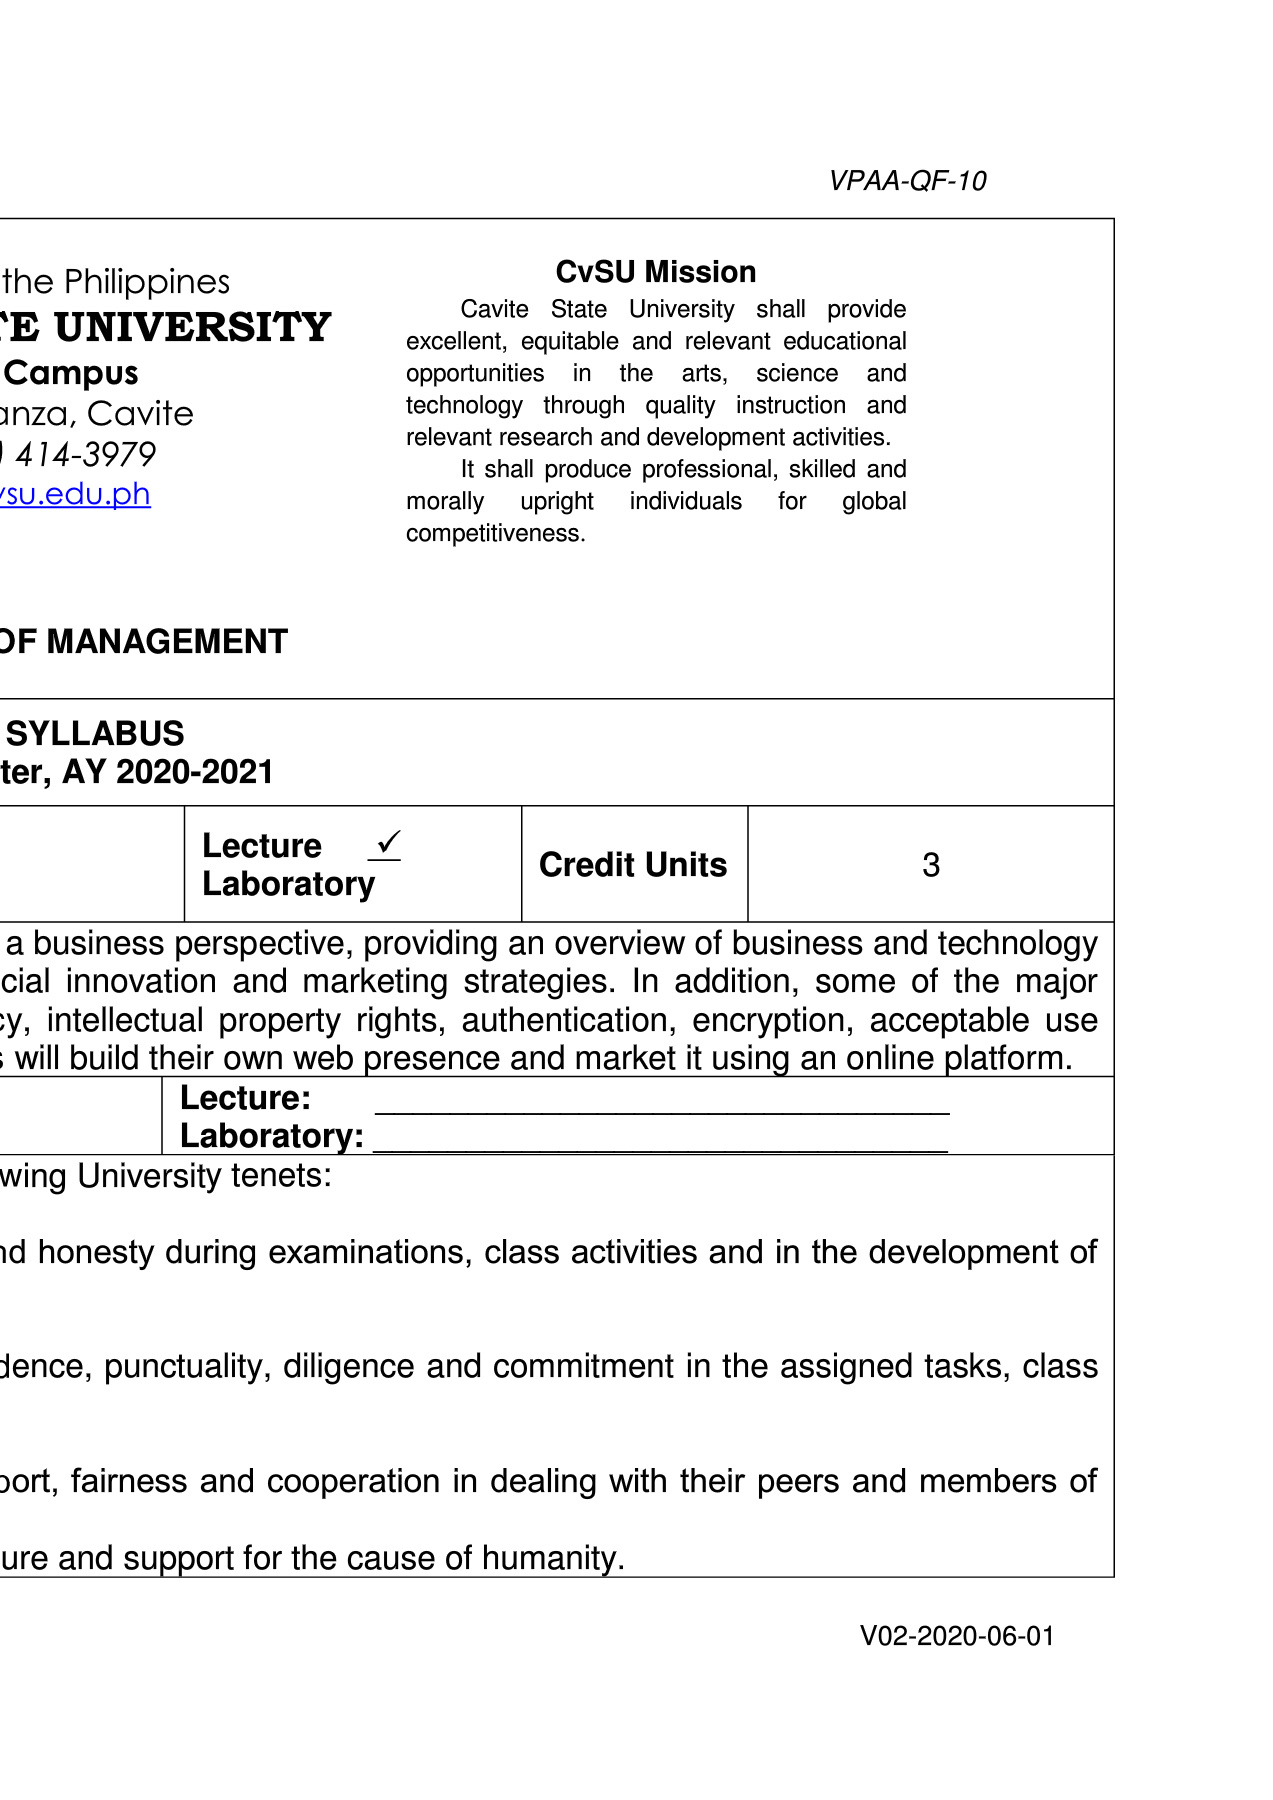 VPAA-QF-10
the Philippines
TE UNIVERSITY
Campus
anza, Cavite
) 414-3979
vsu.edu.ph
CvSU Mission
Cavite State University shall provide
excellent, equitable and relevant educational
opportunities in the arts, science and
technology through quality instruction and
relevant research and development activities.
It shall produce professional, skilled and
morally upright individuals for global
competitiveness.
OF MANAGEMENT
SYLLABUS
ter, AY 2020-2021
Lecture ✓
Laboratory
Credit Units
3
a business perspective, providing an overview of business and technology
cial innovation and marketing strategies. In addition, some of the major
cy, intellectual property rights, authentication, encryption, acceptable use
s will build their own web presence and market it using an online platform.
Lecture:
Laboratory:
wing University tenets:
nd honesty during examinations, class activities and in the development of
dence, punctuality, diligence and commitment in the assigned tasks, class
port, fairness and cooperation in dealing with their peers and members of
ure and support for the cause of humanity.
V02-2020-06-01